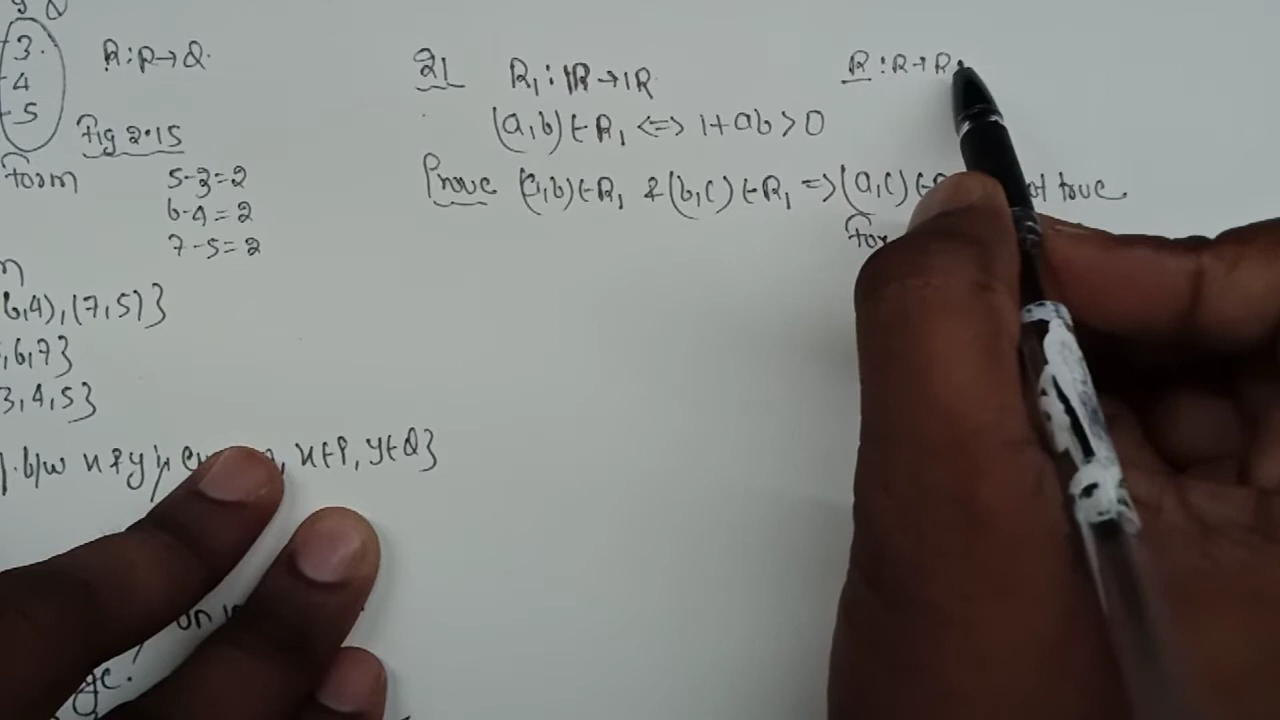 3.
4
5
R : P → Q.
Fig 2.15
form
5-3=2
6-4=2
7-5=2
6,4),(7,5)}
,6,7}
3,4,5}
b/w x & y is , x∈P, y∈Q}
21 R₁ : ℝ → ℝ
(a,b) ∈ R₁ <=> 1+ab > 0
Prove (a,b) ∈ R₁ & (b,c) ∈ R₁ => (a,c) ∈ true
for
R : R → R